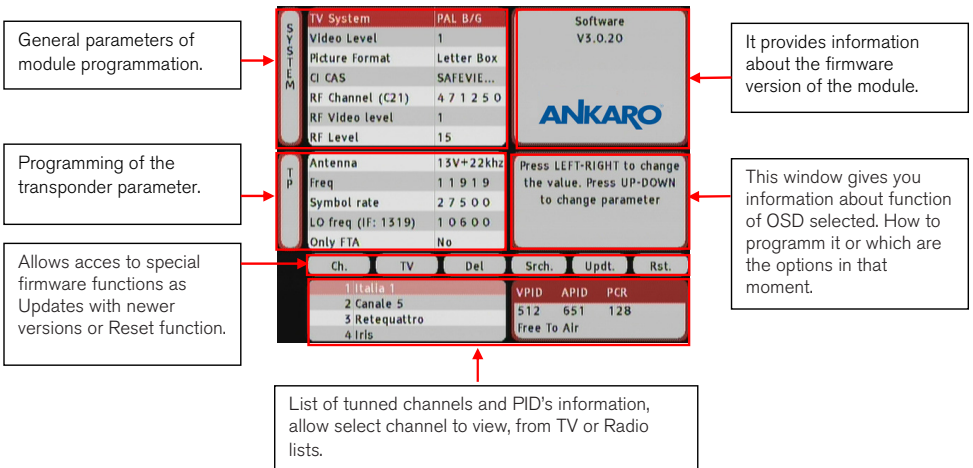 General parameters of
module programmation.
Programming of the
transponder parameter.
Allows acces to special
firmware functions as
Updates with newer
versions or Reset function.
SYSTEM
TV System PAL B/G
Video Level 1
Picture Format Letter Box
CI CAS SAFEVIE...
RF Channel (C21) 4 7 1 2 5 0
RF Video level 1
RF Level 15
Software
V3.0.20
ANKARO
TP
Antenna 13V+22khz
Freq 1 1 9 1 9
Symbol rate 2 7 5 0 0
LO freq (IF: 1319) 1 0 6 0 0
Only FTA No
Press LEFT-RIGHT to change
the value. Press UP-DOWN
to change parameter
Ch. TV Del Srch. Updt. Rst.
1 Italia 1
2 Canale 5
3 Retequattro
4 Iris
VPID APID PCR
512 651 128
Free To Air
It provides information
about the firmware
version of the module.
This window gives you
information about function
of OSD selected. How to
programm it or which are
the options in that
moment.
List of tunned channels and PID's information,
allow select channel to view, from TV or Radio
lists.